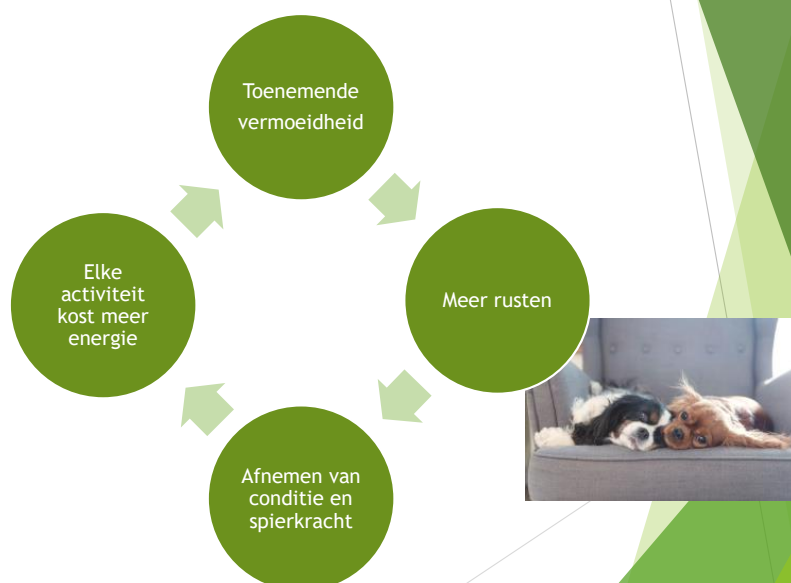 Toenemende
vermoeidheid
Meer rusten
Afnemen van
conditie en
spierkracht
Elke
activiteit
kost meer
energie